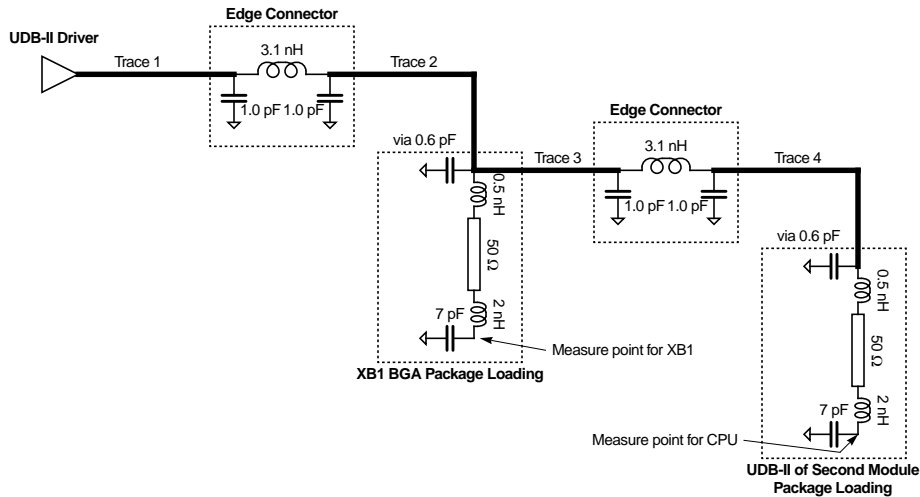 Edge Connector
UDB-II Driver
3.1 nH
Trace 1
Trace 2
1.0 pF
1.0 pF
Edge Connector
via 0.6 pF
3.1 nH
Trace 3
Trace 4
0.5 nH
1.0 pF
1.0 pF
50 Ω
via 0.6 pF
0.5 nH
7 pF
2 nH
Measure point for XB1
XB1 BGA Package Loading
50 Ω
7 pF
2 nH
Measure point for CPU
UDB-II of Second Module
Package Loading